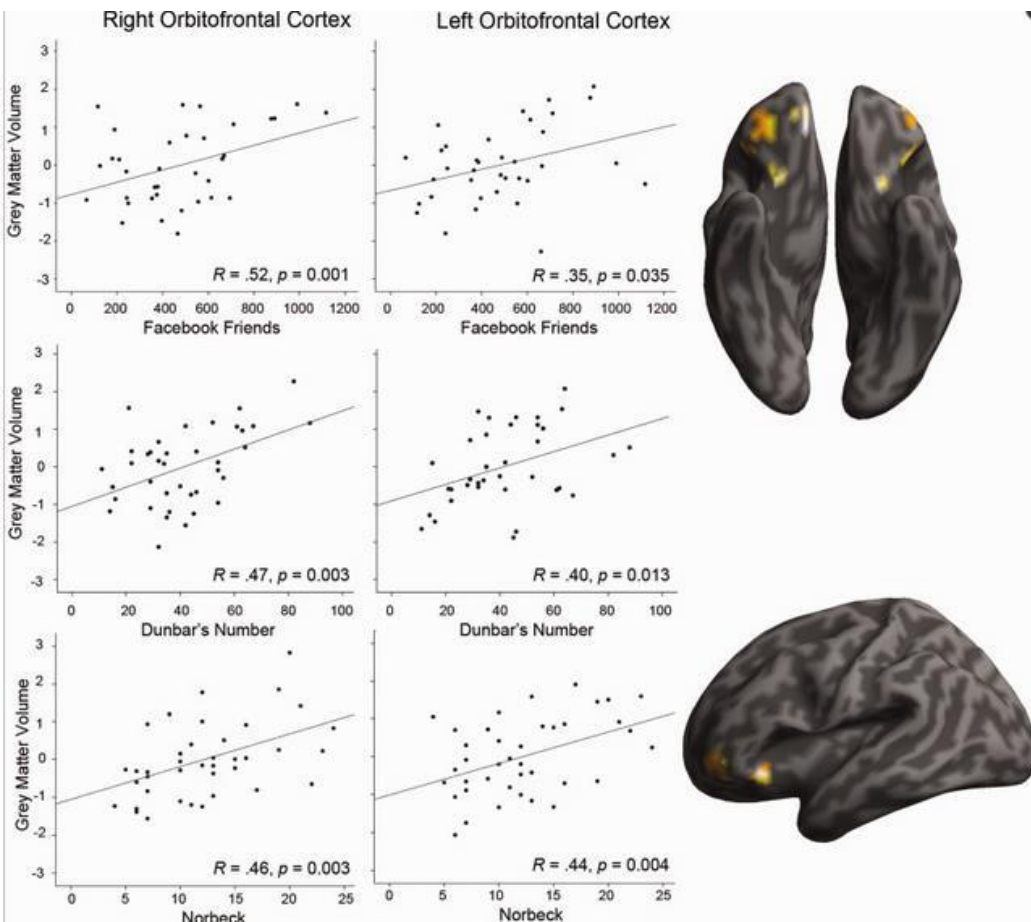 Right Orbitofrontal Cortex
Left Orbitofrontal Cortex
Grey Matter Volume
3
2
1
0
-1
-2
-3
R = .52, p = 0.001
R = .35, p = 0.035
0 200 400 600 800 1000 1200
0 200 400 600 800 1000 1200
Facebook Friends
Facebook Friends
Grey Matter Volume
3
2
1
0
-1
-2
-3
R = .47, p = 0.003
R = .40, p = 0.013
0 20 40 60 80 100
0 20 40 60 80 100
Dunbar's Number
Dunbar's Number
Grey Matter Volume
3
2
1
0
-1
-2
-3
R = .46, p = 0.003
R = .44, p = 0.004
0 5 10 15 20 25
0 5 10 15 20 25
Norbeck
Norbeck